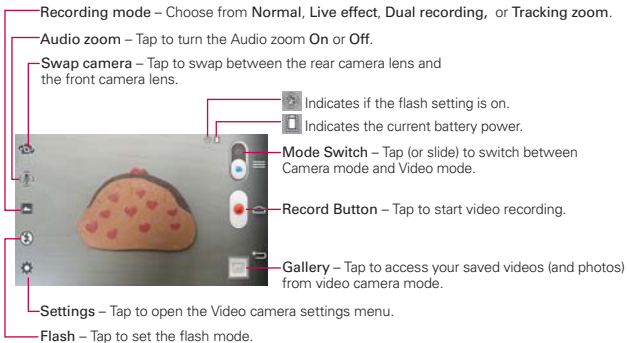 Recording mode – Choose from Normal, Live effect, Dual recording, or Tracking zoom.
Audio zoom – Tap to turn the Audio zoom On or Off.
Swap camera – Tap to swap between the rear camera lens and
the front camera lens.
Indicates if the flash setting is on.
Indicates the current battery power.
Mode Switch – Tap (or slide) to switch between
Camera mode and Video mode.
Record Button – Tap to start video recording.
Gallery – Tap to access your saved videos (and photos)
from video camera mode.
Settings – Tap to open the Video camera settings menu.
Flash – Tap to set the flash mode.